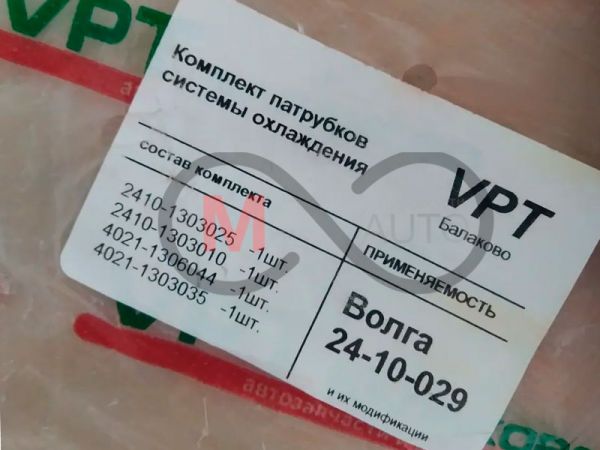 VPT
Комплект патрубков
системы охлаждения
VPT
Балаково
состав комплекта
2410-1303025 -1шт.
2410-1303010 -1шт.
4021-1306044 -1шт.
4021-1303035 -1шт.
ПРИМЕНЯЕМОСТЬ
Волга
24-10-029
и их модификации
M AUTO
автозапчасти